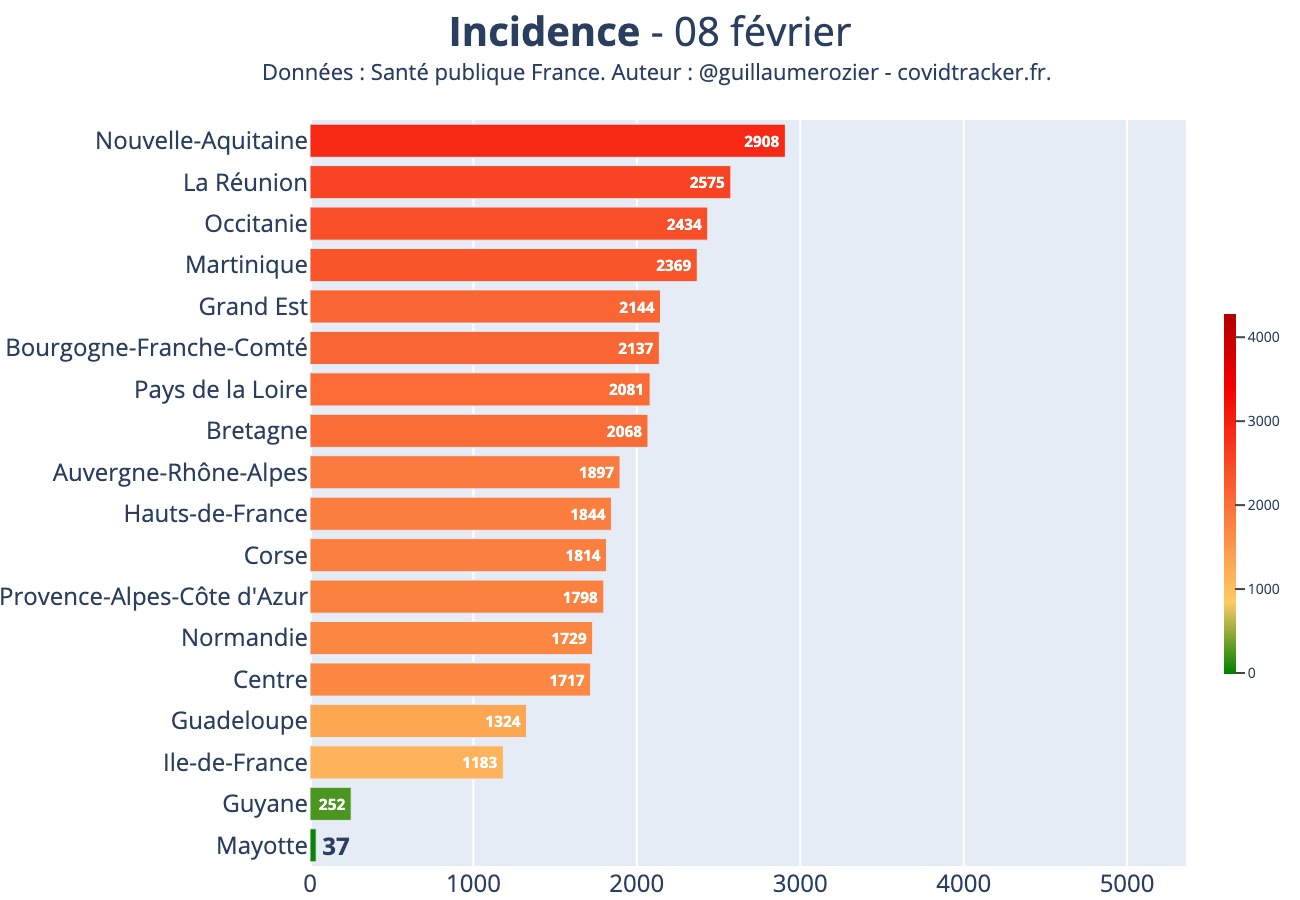 Incidence - 08 février
Données : Santé publique France. Auteur : @guillaumerozier - covidtracker.fr.
Nouvelle-Aquitaine 2908
La Réunion 2575
Occitanie 2434
Martinique 2369
Grand Est 2144
Bourgogne-Franche-Comté 2137
Pays de la Loire 2081
Bretagne 2068
Auvergne-Rhône-Alpes 1897
Hauts-de-France 1844
Corse 1814
Provence-Alpes-Côte d'Azur 1798
Normandie 1729
Centre 1717
Guadeloupe 1324
Ile-de-France 1183
Guyane 252
Mayotte 37
0 1000 2000 3000 4000 5000
4000
3000
2000
1000
0